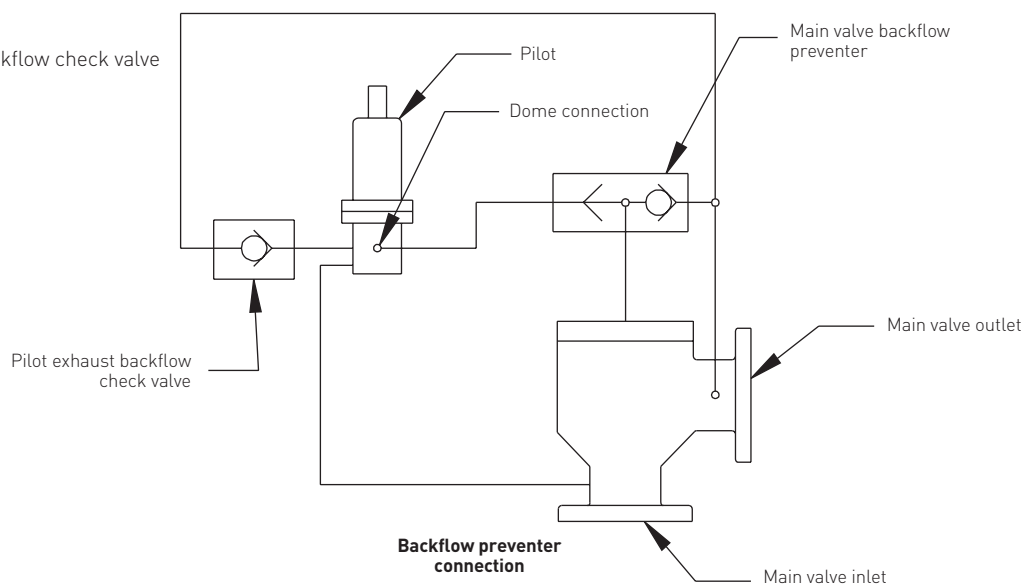 kflow check valve
Main valve backflow
preventer
Pilot
Dome connection
Main valve outlet
Pilot exhaust backflow
check valve
Backflow preventer
connection
Main valve inlet